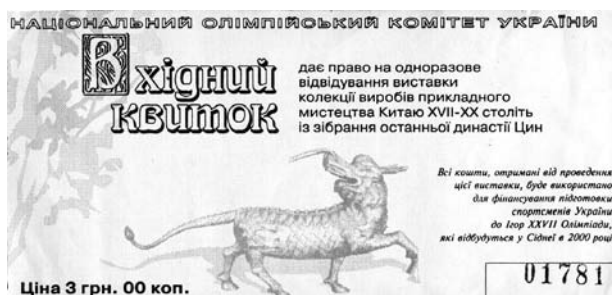 НАЦІОНАЛЬНИЙ ОЛІМПІЙСЬКИЙ КОМІТЕТ УКРАЇНИ
Вхідний
квиток
дає право на одноразове
відвідування виставки
колекції виробів прикладного
мистецтва Китаю XVII-XX століть
із зібрання останньої династії Цин
Всі кошти, отримані від проведення
цієї виставки, буде використана
для фінансування підготовки
спортсменів України
до Ігор XXVII Олімпіади,
які відбудуться у Сіднеї в 2000 році
Ціна 3 грн. 00 коп.
01781